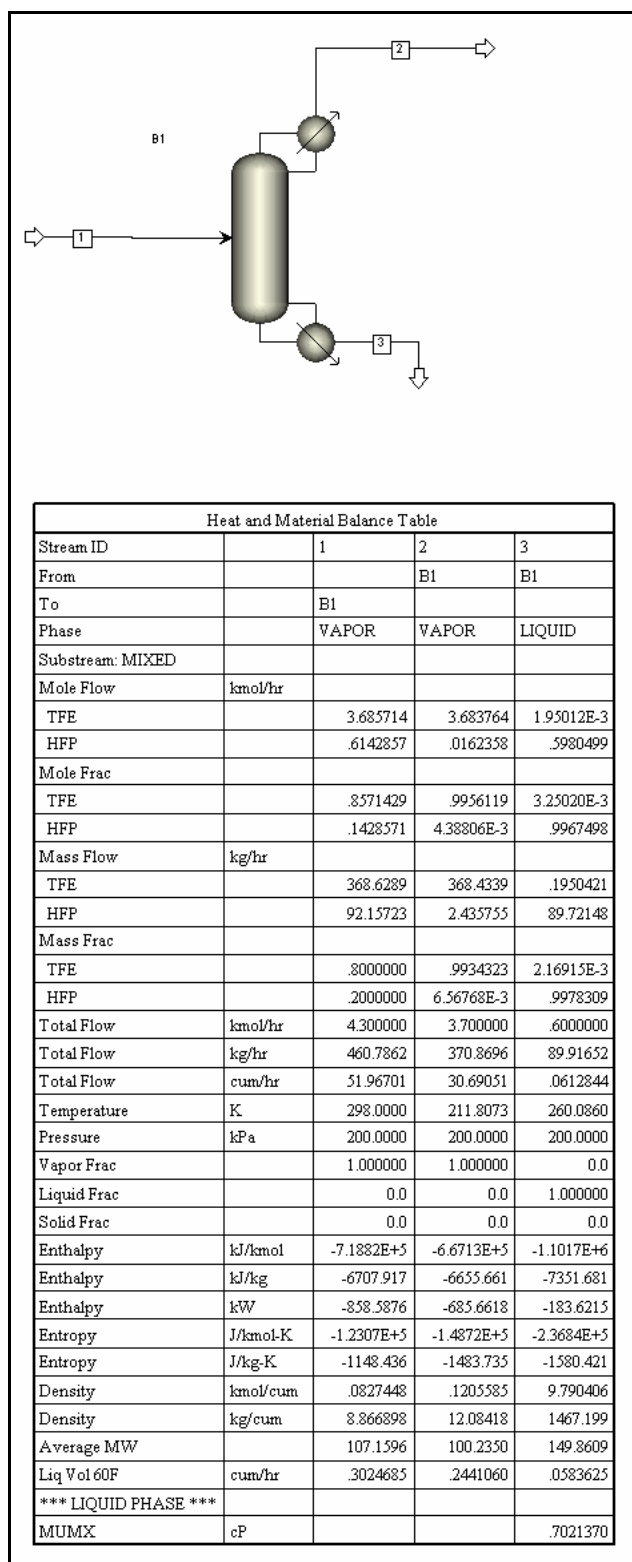 2
B1
1
3
Heat and Material Balance Table
Stream ID 1 2 3
From B1 B1
To B1
Phase VAPOR VAPOR LIQUID
Substream: MIXED
Mole Flow kmol/hr
TFE 3.685714 3.683764 1.95012E-3
HFP .6142857 .0162358 .5980499
Mole Frac
TFE .8571429 .9956119 3.25020E-3
HFP .1428571 4.38806E-3 .9967498
Mass Flow kg/hr
TFE 368.6289 368.4339 .1950421
HFP 92.15723 2.435755 89.72148
Mass Frac
TFE .8000000 .9934323 2.16915E-3
HFP .2000000 6.56768E-3 .9978309
Total Flow kmol/hr 4.300000 3.700000 .6000000
Total Flow kg/hr 460.7862 370.8696 89.91652
Total Flow cum/hr 51.96701 30.69051 .0612844
Temperature K 298.0000 211.8073 260.0860
Pressure kPa 200.0000 200.0000 200.0000
Vapor Frac 1.000000 1.000000 0.0
Liquid Frac 0.0 0.0 1.000000
Solid Frac 0.0 0.0 0.0
Enthalpy kJ/kmol -7.1882E+5 -6.6713E+5 -1.1017E+6
Enthalpy kJ/kg -6707.917 -6655.661 -7351.681
Enthalpy kW -858.5876 -685.6618 -183.6215
Entropy J/kmol-K -1.2307E+5 -1.4872E+5 -2.3684E+5
Entropy J/kg-K -1148.436 -1483.735 -1580.421
Density kmol/cum .0827448 .1205585 9.790406
Density kg/cum 8.866898 12.08418 1467.199
Average MW 107.1596 100.2350 149.8609
Liq Vol 60F cum/hr .3024685 .2441060 .0583625
*** LIQUID PHASE ***
MUMX cP .7021370